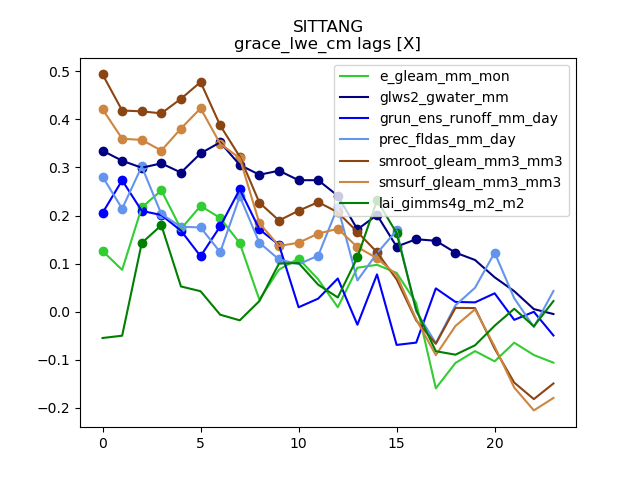 SITTANG
grace_lwe_cm lags [X]
0.5
0.4
0.3
0.2
0.1
0.0
−0.1
−0.2
e_gleam_mm_mon
glws2_gwater_mm
grun_ens_runoff_mm_day
prec_fldas_mm_day
smroot_gleam_mm3_mm3
smsurf_gleam_mm3_mm3
lai_gimms4g_m2_m2
0 5 10 15 20